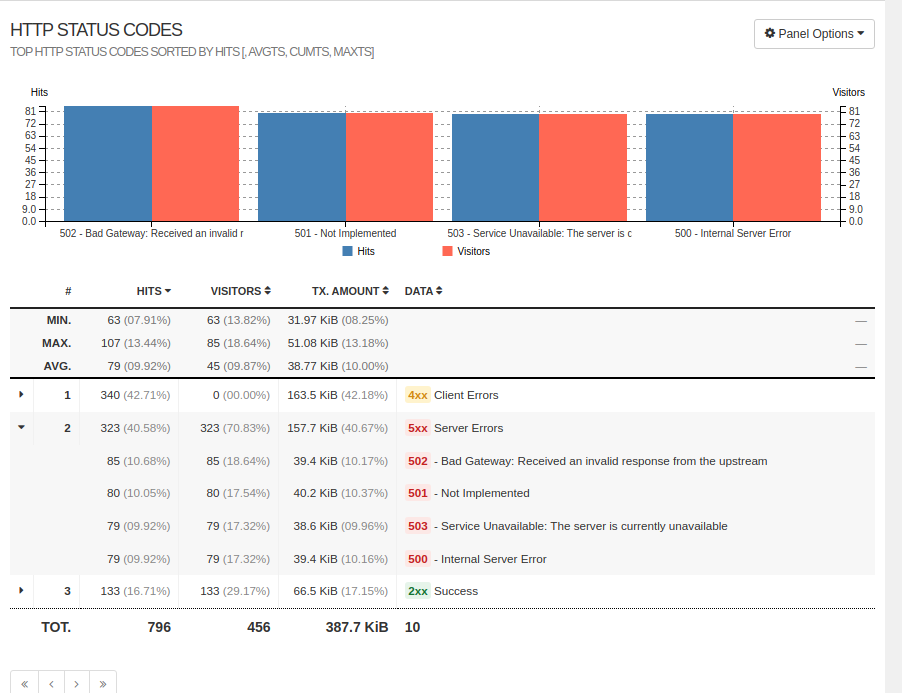 HTTP STATUS CODES
Panel Options
TOP HTTP STATUS CODES SORTED BY HITS [, AVGTS, CUMTS, MAXTS]
Hits Visitors
81 81
72 72
63 63
54 54
45 45
36 36
27 27
18 18
9.0 9.0
0.0 0.0
502 - Bad Gateway: Received an invalid r 501 - Not Implemented 503 - Service Unavailable: The server is c 500 - Internal Server Error
Hits Visitors
# HITS VISITORS TX. AMOUNT DATA
MIN. 63 (07.91%) 63 (13.82%) 31.97 KiB (08.25%) —
MAX. 107 (13.44%) 85 (18.64%) 51.08 KiB (13.18%) —
AVG. 79 (09.92%) 45 (09.87%) 38.77 KiB (10.00%) —
1 340 (42.71%) 0 (00.00%) 163.5 KiB (42.18%) 4xx Client Errors
2 323 (40.58%) 323 (70.83%) 157.7 KiB (40.67%) 5xx Server Errors
85 (10.68%) 85 (18.64%) 39.4 KiB (10.17%) 502 - Bad Gateway: Received an invalid response from the upstream
80 (10.05%) 80 (17.54%) 40.2 KiB (10.37%) 501 - Not Implemented
79 (09.92%) 79 (17.32%) 38.6 KiB (09.96%) 503 - Service Unavailable: The server is currently unavailable
79 (09.92%) 79 (17.32%) 39.4 KiB (10.16%) 500 - Internal Server Error
3 133 (16.71%) 133 (29.17%) 66.5 KiB (17.15%) 2xx Success
TOT. 796 456 387.7 KiB 10
« ‹ › »